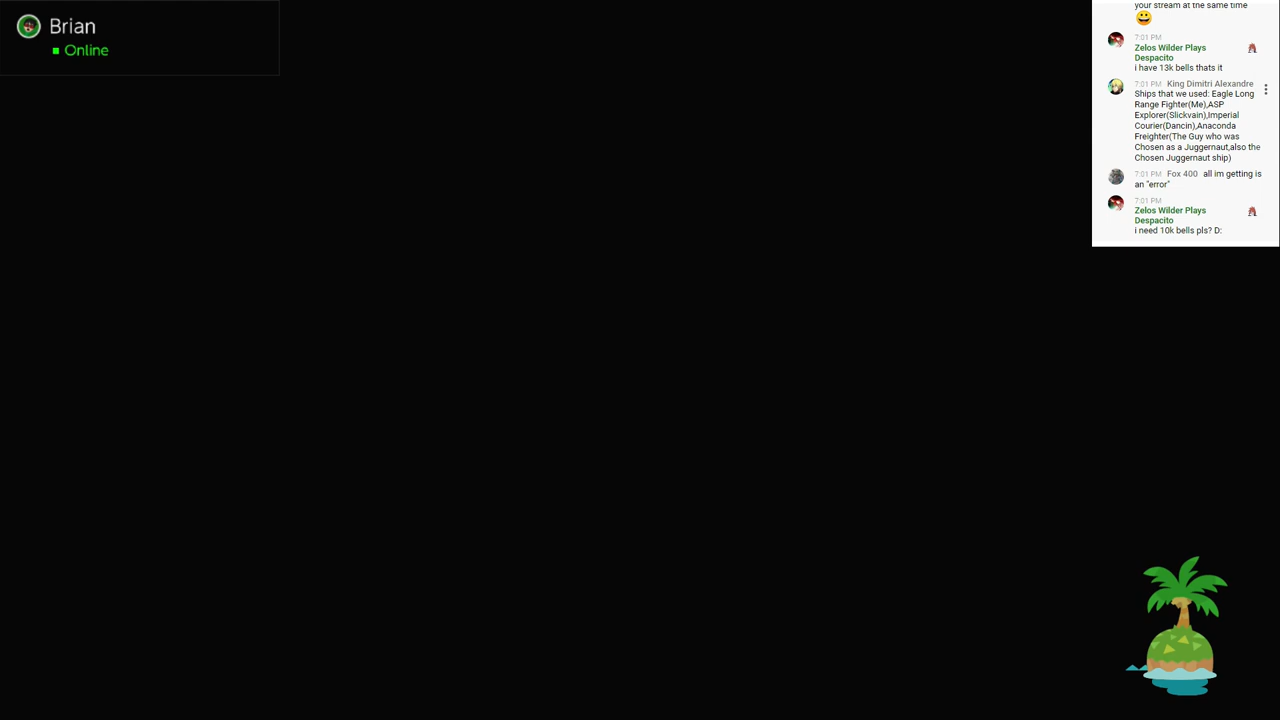 Brian
Online
your stream at the same time
7:01 PM
Zelos Wilder Plays
Despacito
i have 13k bells thats it
7:01 PM King Dimitri Alexandre
Ships that we used: Eagle Long
Range Fighter(Me),ASP
Explorer(Slickvain),Imperial
Courier(Dancin),Anaconda
Freighter(The Guy who was
Chosen as a Juggernaut,also the
Chosen Juggernaut ship)
7:01 PM Fox 400 all im getting is
an "error"
7:01 PM
Zelos Wilder Plays
Despacito
i need 10k bells pls? D: